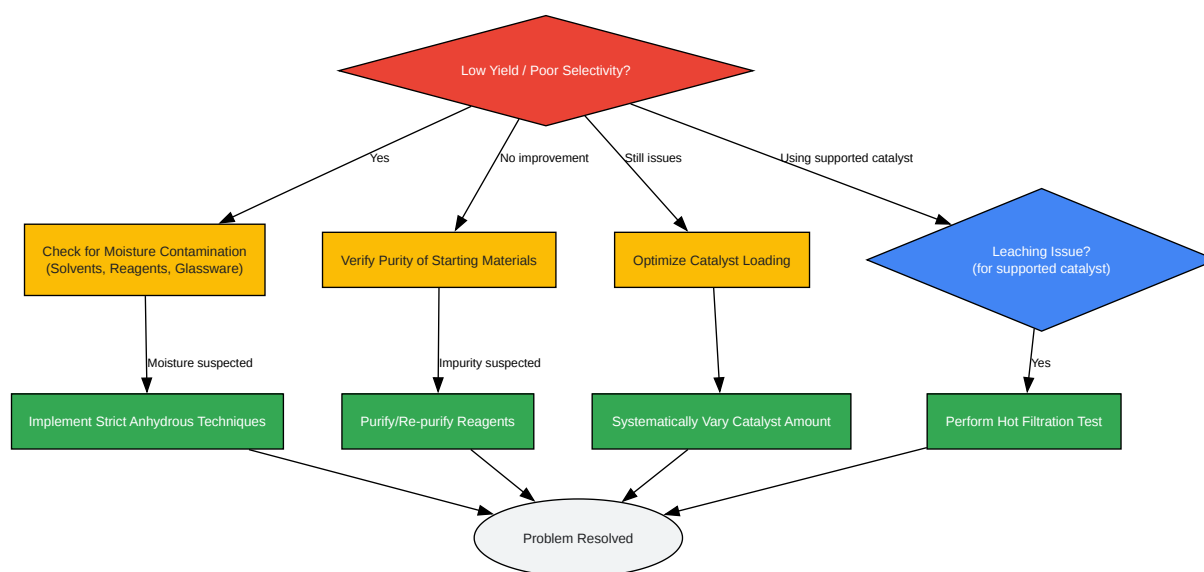 Low Yield / Poor Selectivity?
Yes
No improvement
Still issues
Using supported catalyst
Check for Moisture Contamination
(Solvents, Reagents, Glassware)
Verify Purity of Starting Materials
Optimize Catalyst Loading
Leaching Issue?
(for supported catalyst)
Moisture suspected
Impurity suspected
Yes
Implement Strict Anhydrous Techniques
Purify/Re-purify Reagents
Systematically Vary Catalyst Amount
Perform Hot Filtration Test
Problem Resolved